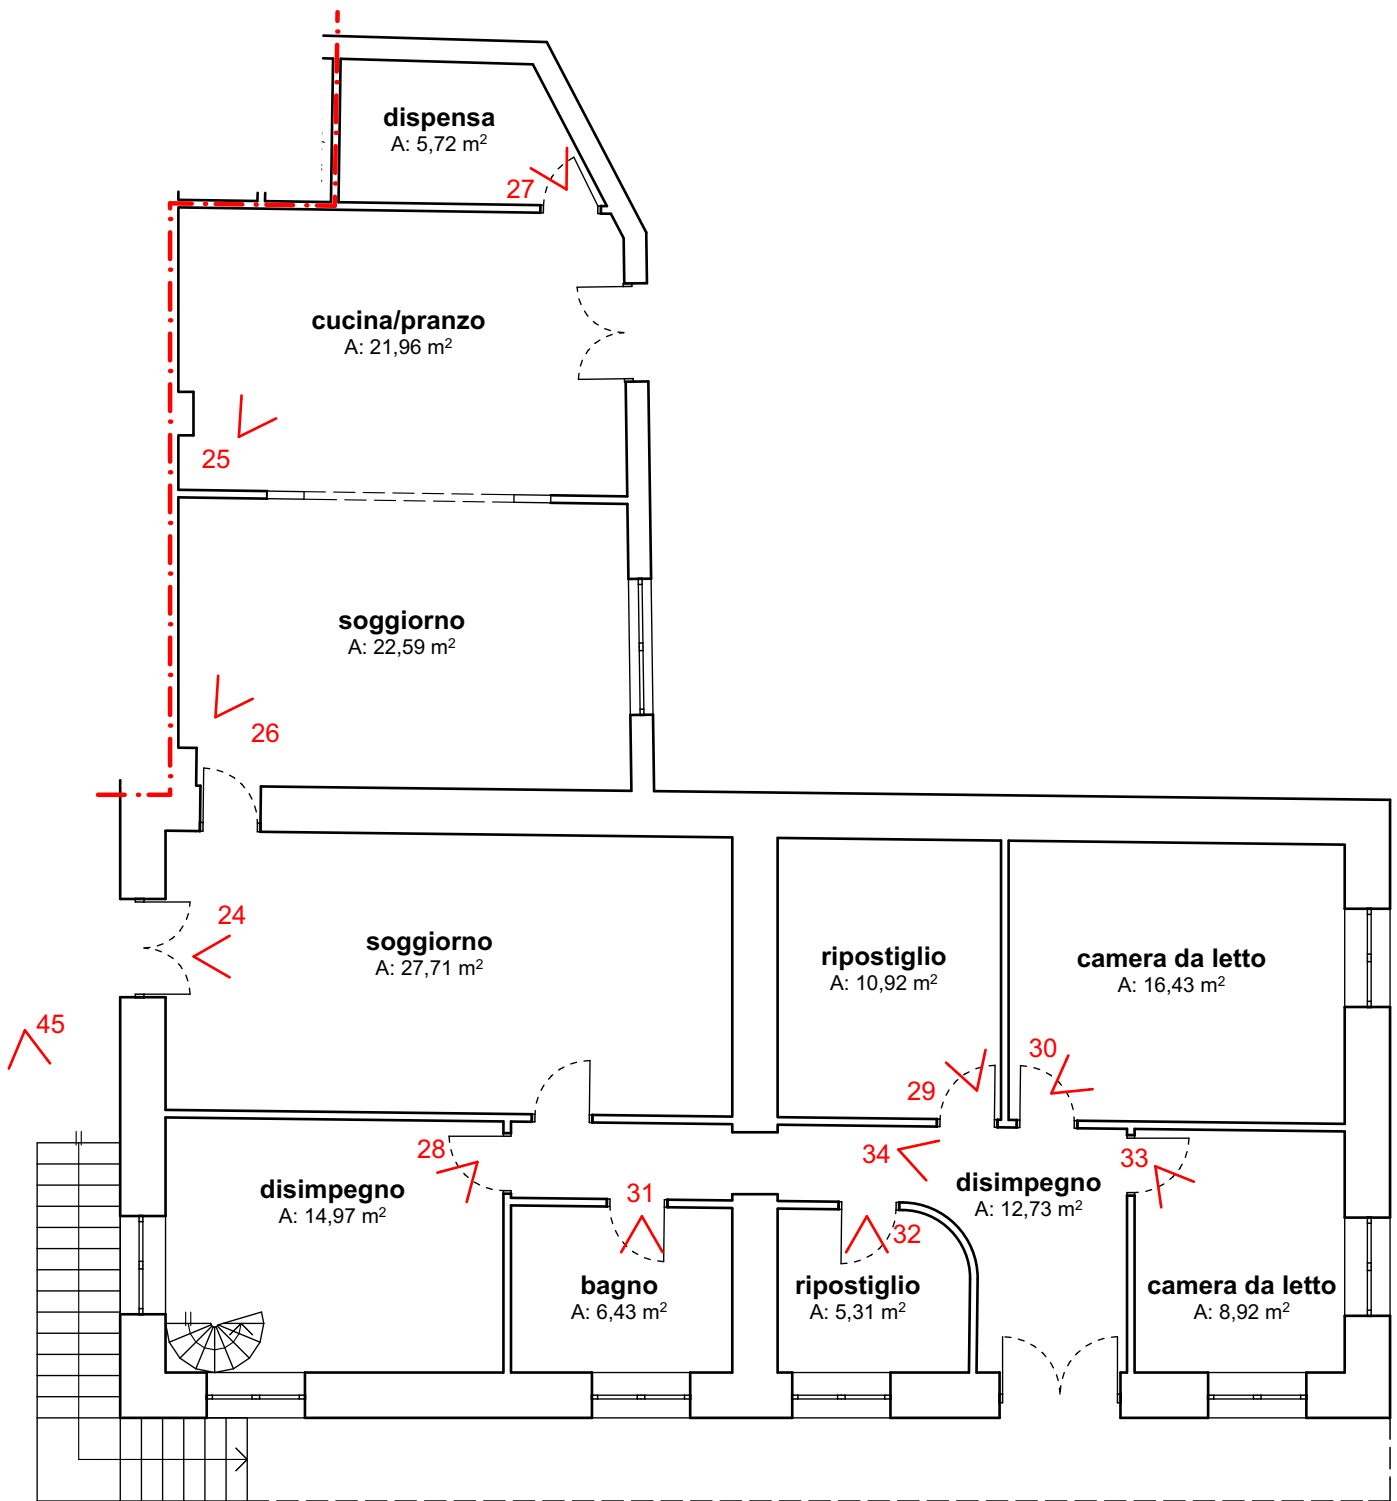 dispensa
A: 5,72 m²
27
cucina/pranzo
A: 21,96 m²
25
soggiorno
A: 22,59 m²
26
24
soggiorno
A: 27,71 m²
ripostiglio
A: 10,92 m²
camera da letto
A: 16,43 m²
45
29
30
28
34
33
disimpegno
A: 14,97 m²
31
disimpegno
A: 12,73 m²
32
bagno
A: 6,43 m²
ripostiglio
A: 5,31 m²
camera da letto
A: 8,92 m²